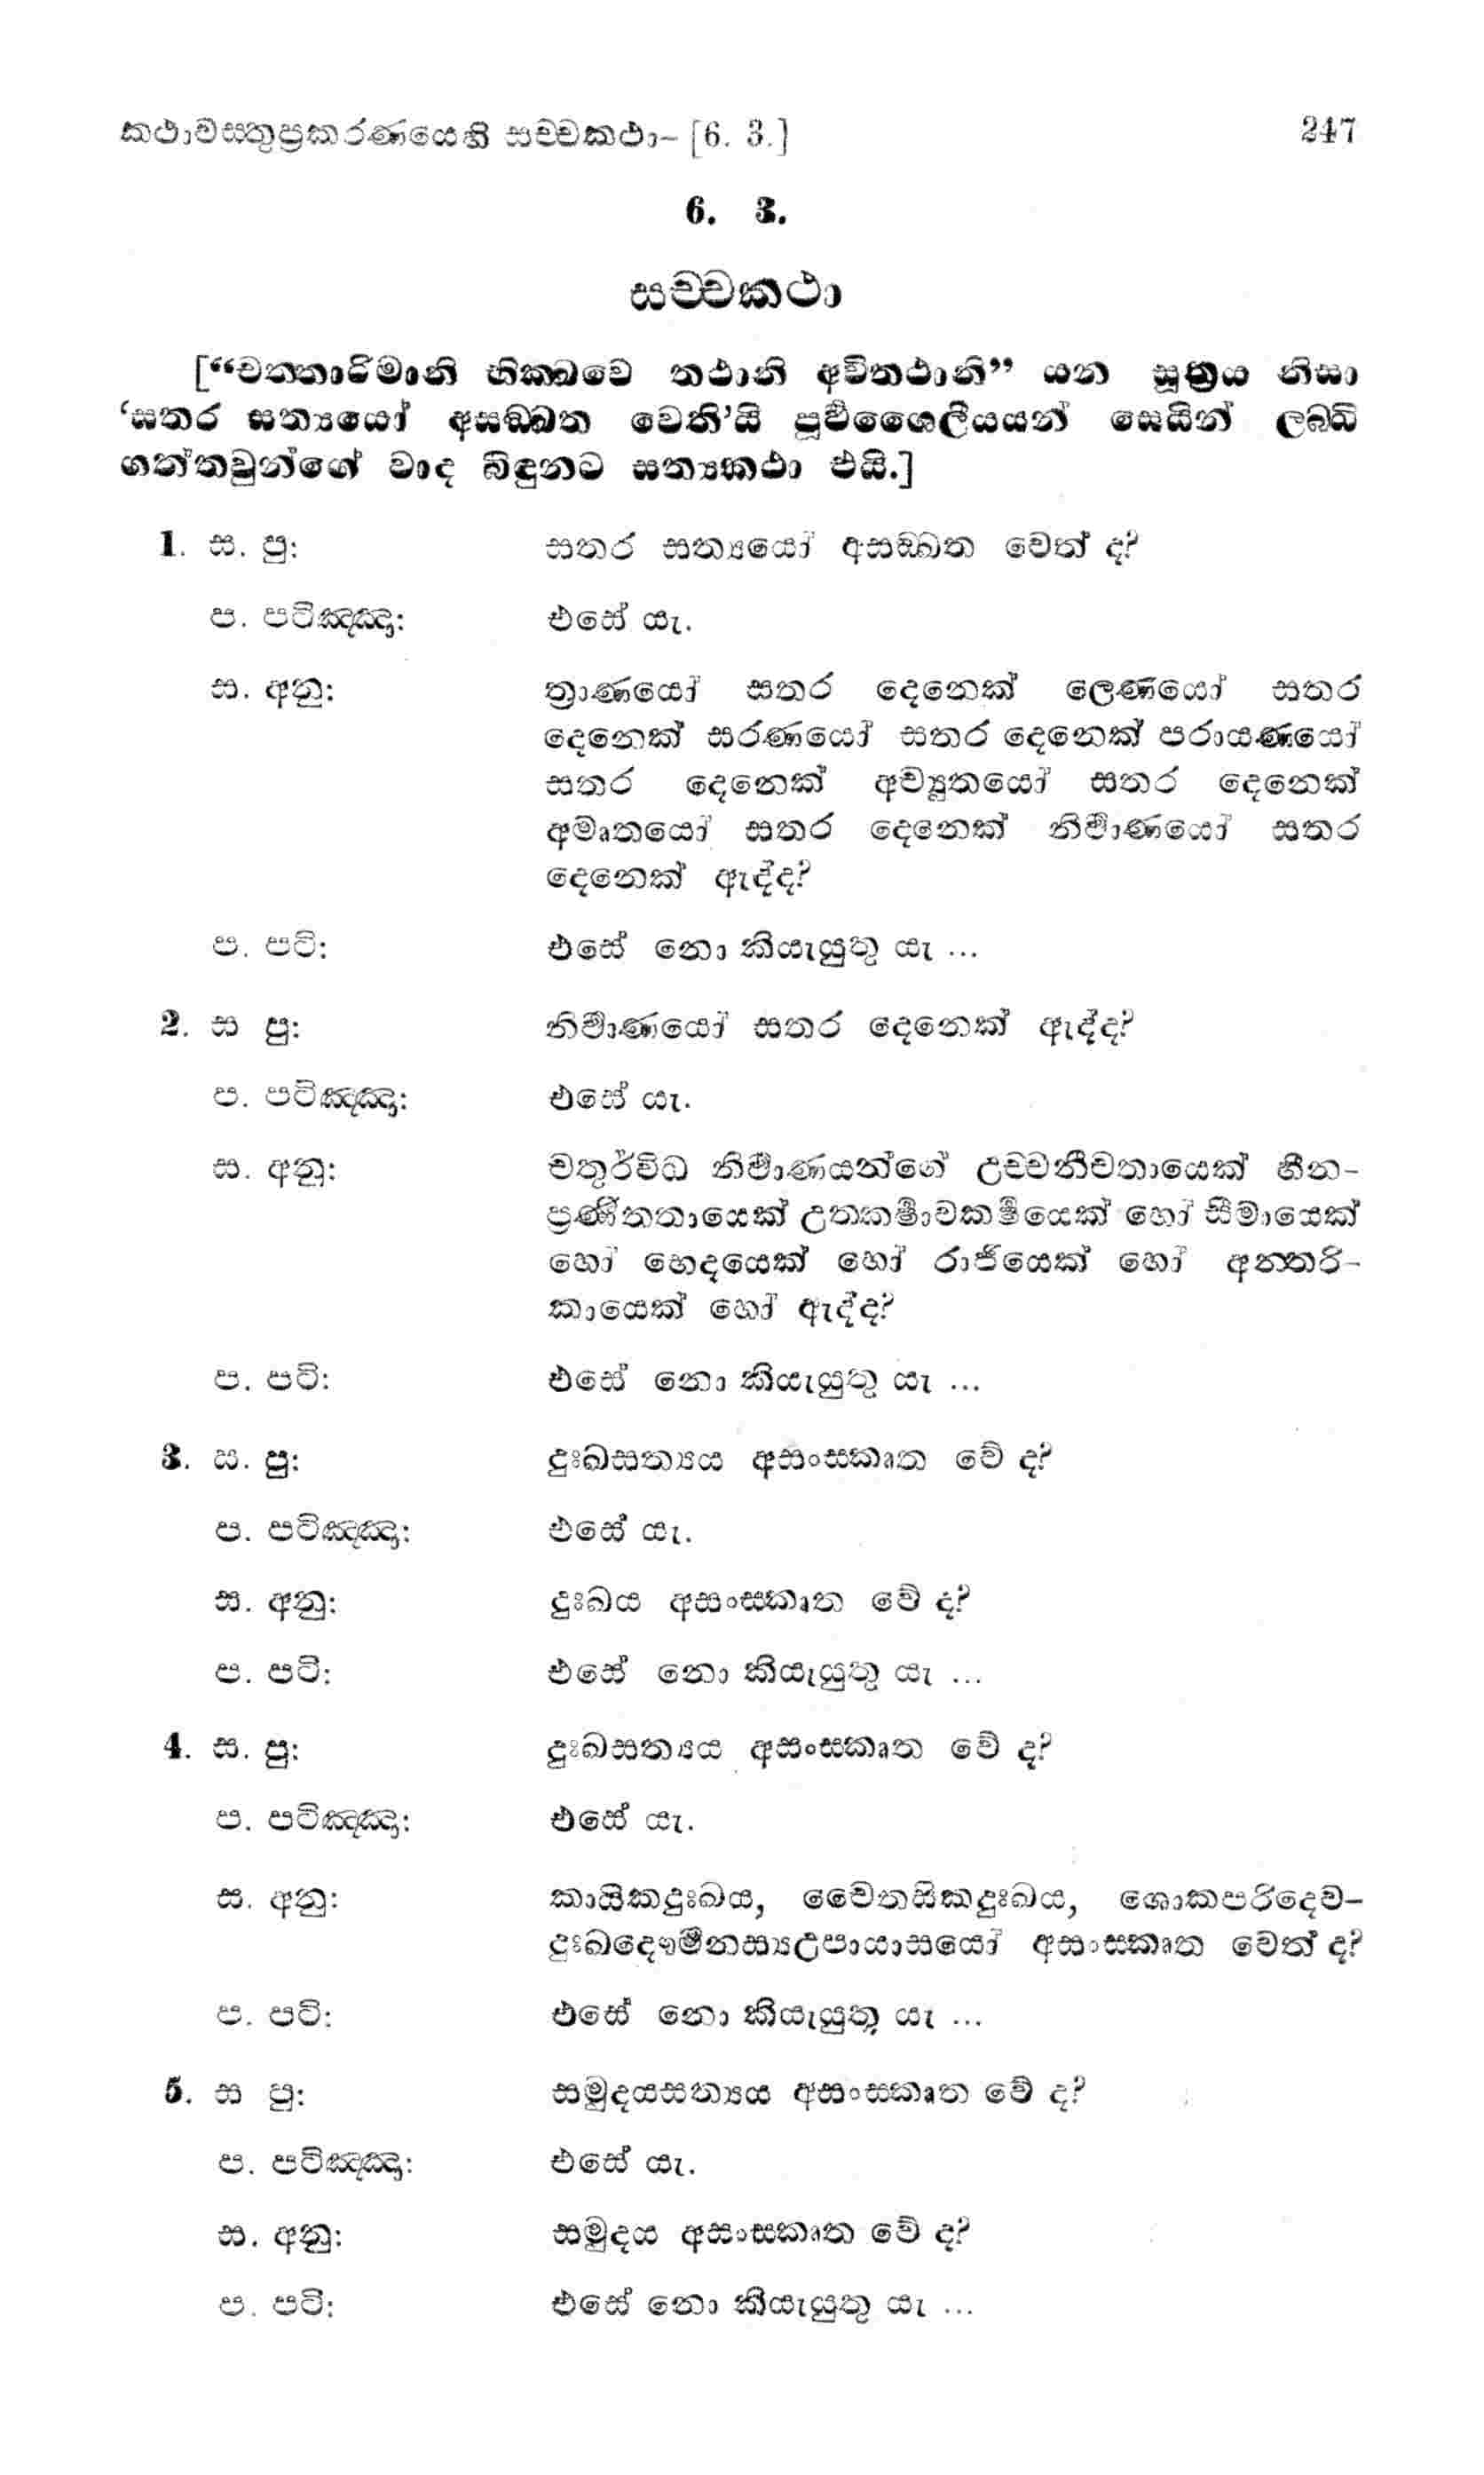 කථාවස්තුප්‍රකරණයෙහි සච්චකථා– [6. 3.] 247
6. 3.
සච්චකථා
[“චත්තාරිමානි භික්ඛවෙ තථානි අවිතථානි” යන සූත්‍රය නිසා
‘සතර සත්‍යයෝ අසඞ්ඛත වෙති’යි පූර්‍වශෛලීයයන් සෙයින් ලබ්ධි
ගත්තවුන්ගේ වාද බිඳුනට සත්‍යකථා එයි.]
1. ස. පු: සතර සත්‍යයෝ අසඞ්ඛත වෙත් ද?
ප. පටිඤ්ඤා: එසේ යැ.
ස. අනු: ත්‍රාණයෝ සතර දෙනෙක් ලෙණයෝ සතර
දෙනෙක් සරණයෝ සතර දෙනෙක් පරායණයෝ
සතර දෙනෙක් අච්‍යුතයෝ සතර දෙනෙක්
අමෘතයෝ සතර දෙනෙක් නිර්‍වාණයෝ සතර
දෙනෙක් ඇද්ද?
ප. පටි: එසේ නො කියැයුතු යැ ...
2. ස පු: නිර්‍වාණයෝ සතර දෙනෙක් ඇද්ද?
ප. පටිඤ්ඤා: එසේ යැ.
ස. අනු: චතුර්විධ නිර්‍වාණයන්ගේ උච්චනීචතායෙක් හීන-
ප්‍රණීතතායෙක් උත්කර්‍ෂාවකර්‍ෂයෙක් හෝ සීමායෙක්
හෝ භෙදයෙක් හෝ රාජියෙක් හෝ අන්තරි-
කායෙක් හෝ ඇද්ද?
ප. පටි: එසේ නො කියැයුතු යැ ...
3. ස. පු: දුඃඛසත්‍යය අසංස්කෘත වේ ද?
ප. පටිඤ්ඤා: එසේ යැ.
ස. අනු: දුඃඛය අසංස්කෘත වේ ද?
ප. පටි: එසේ නො කියැයුතු යැ ...
4. ස. පු: දුඃඛසත්‍යය අසංස්කෘත වේ ද?
ප. පටිඤ්ඤා: එසේ යැ.
ස. අනු: කායිකදුඃඛය, චෛතසිකදුඃඛය, ශොකපරිදෙව-
දුඃඛදෞර්‍මනස්‍යඋපායාසයෝ අසංස්කෘත වෙත් ද?
ප. පටි: එසේ නො කියැයුතු යැ ...
5. ස පු: සමුදයසත්‍යය අසංස්කෘත වේ ද?
ප. පටිඤ්ඤා: එසේ යැ.
ස. අනු: සමුදය අසංස්කෘත වේ ද?
ප. පටි: එසේ නො කියැයුතු යැ ...